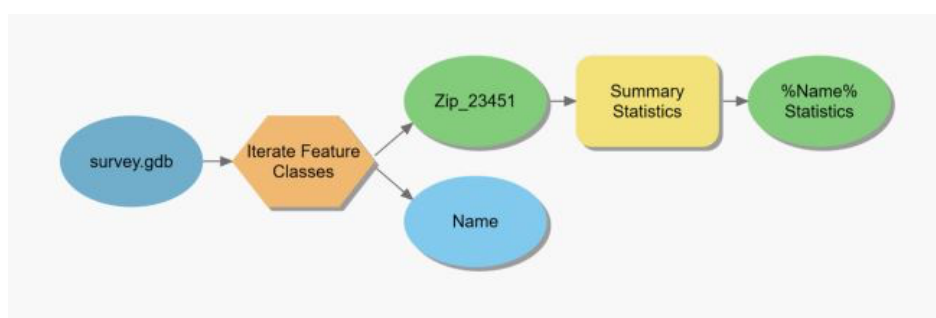 survey.gdb
Iterate Feature
Classes
Zip_23451
Name
Summary
Statistics
%Name%
Statistics